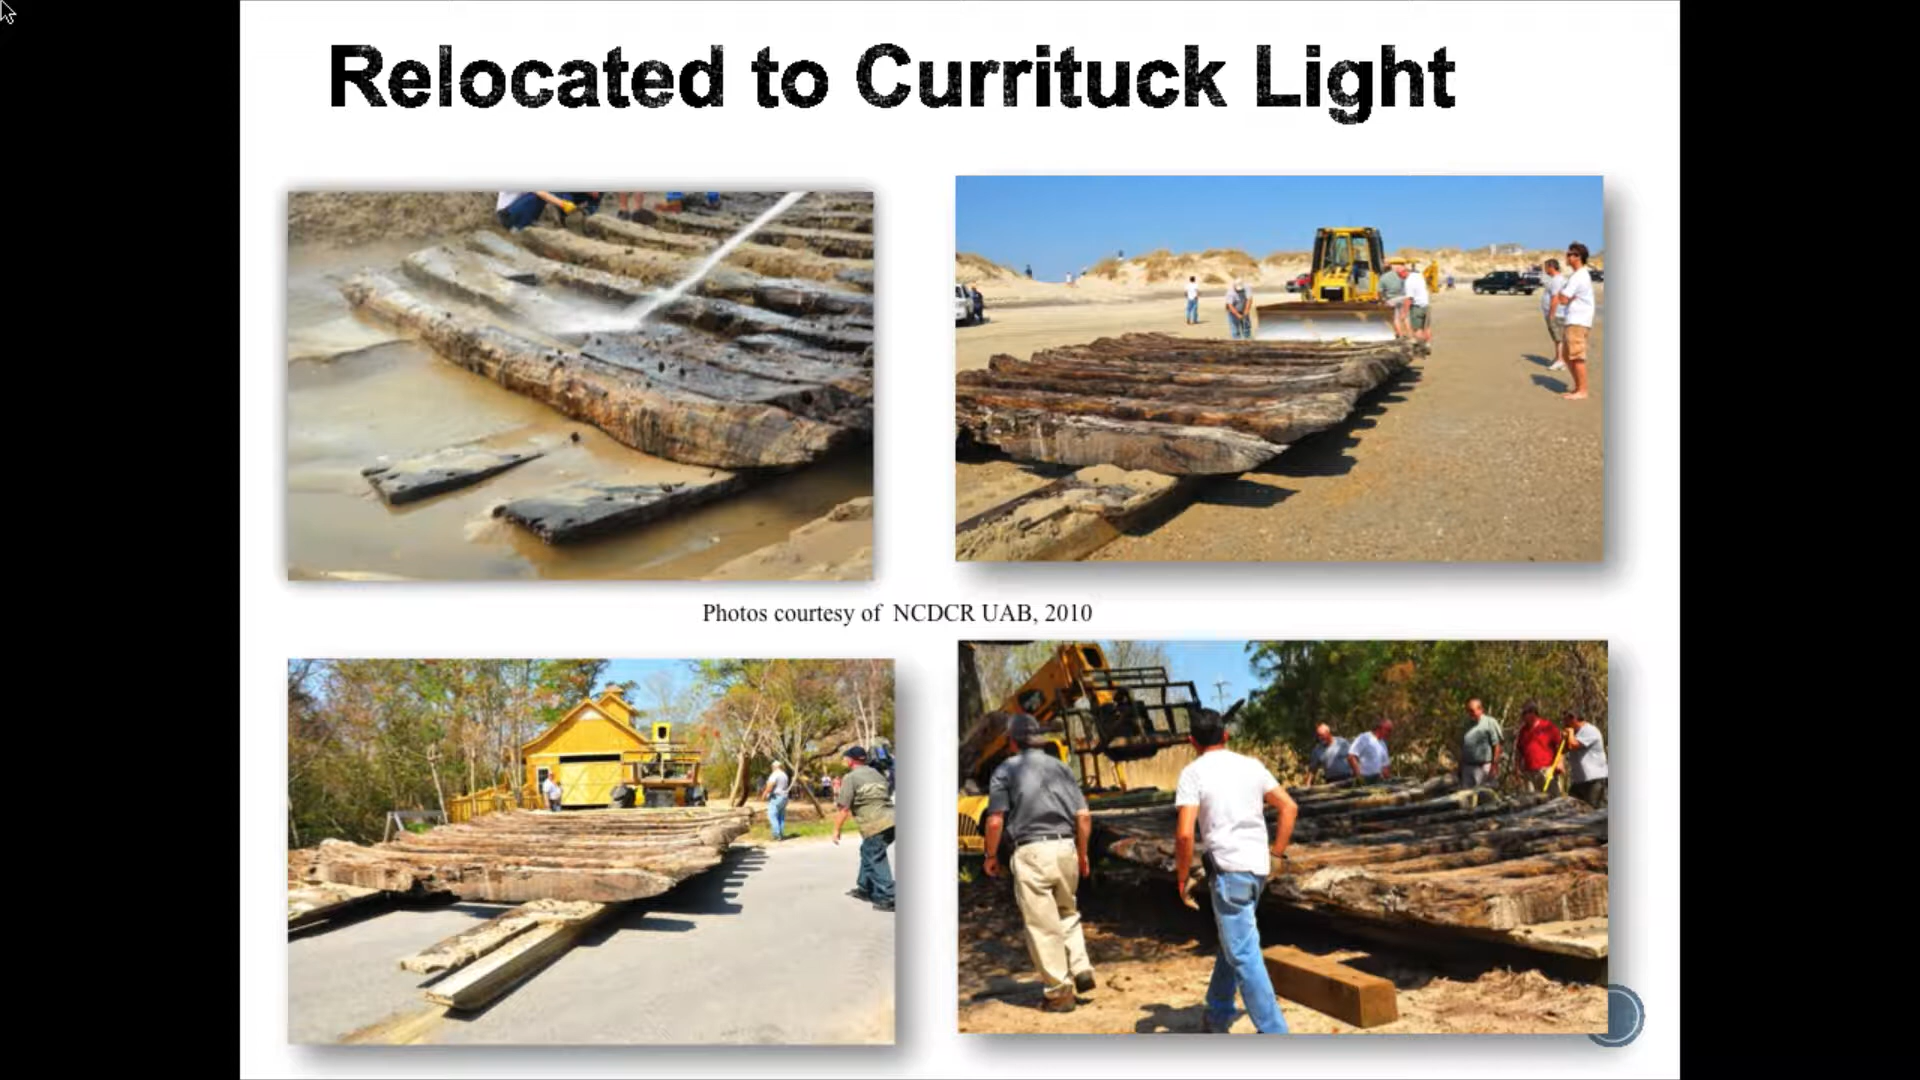 Relocated to Currituck Light
Photos courtesy of NCDCR UAB, 2010